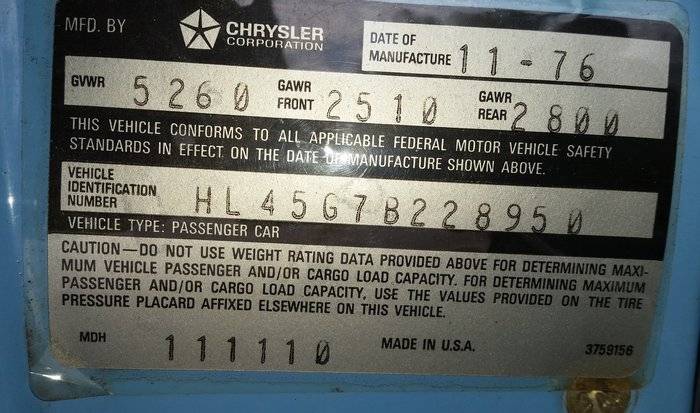 MFD. BY CHRYSLER CORPORATION
DATE OF MANUFACTURE 11-76
GVWR 5260 GAWR FRONT 2510 GAWR REAR 2800
THIS VEHICLE CONFORMS TO ALL APPLICABLE FEDERAL MOTOR VEHICLE SAFETY
STANDARDS IN EFFECT ON THE DATE OF MANUFACTURE SHOWN ABOVE.
VEHICLE
IDENTIFICATION
NUMBER HL45G7B228950
VEHICLE TYPE: PASSENGER CAR
CAUTION—DO NOT USE WEIGHT RATING DATA PROVIDED ABOVE FOR DETERMINING MAXI-
MUM VEHICLE PASSENGER AND/OR CARGO LOAD CAPACITY. FOR DETERMINING MAXIMUM
PASSENGER AND/OR CARGO LOAD CAPACITY, USE THE VALUES PROVIDED ON THE TIRE
PRESSURE PLACARD AFFIXED ELSEWHERE ON THIS VEHICLE.
MDH 111110 MADE IN U.S.A. 3759156